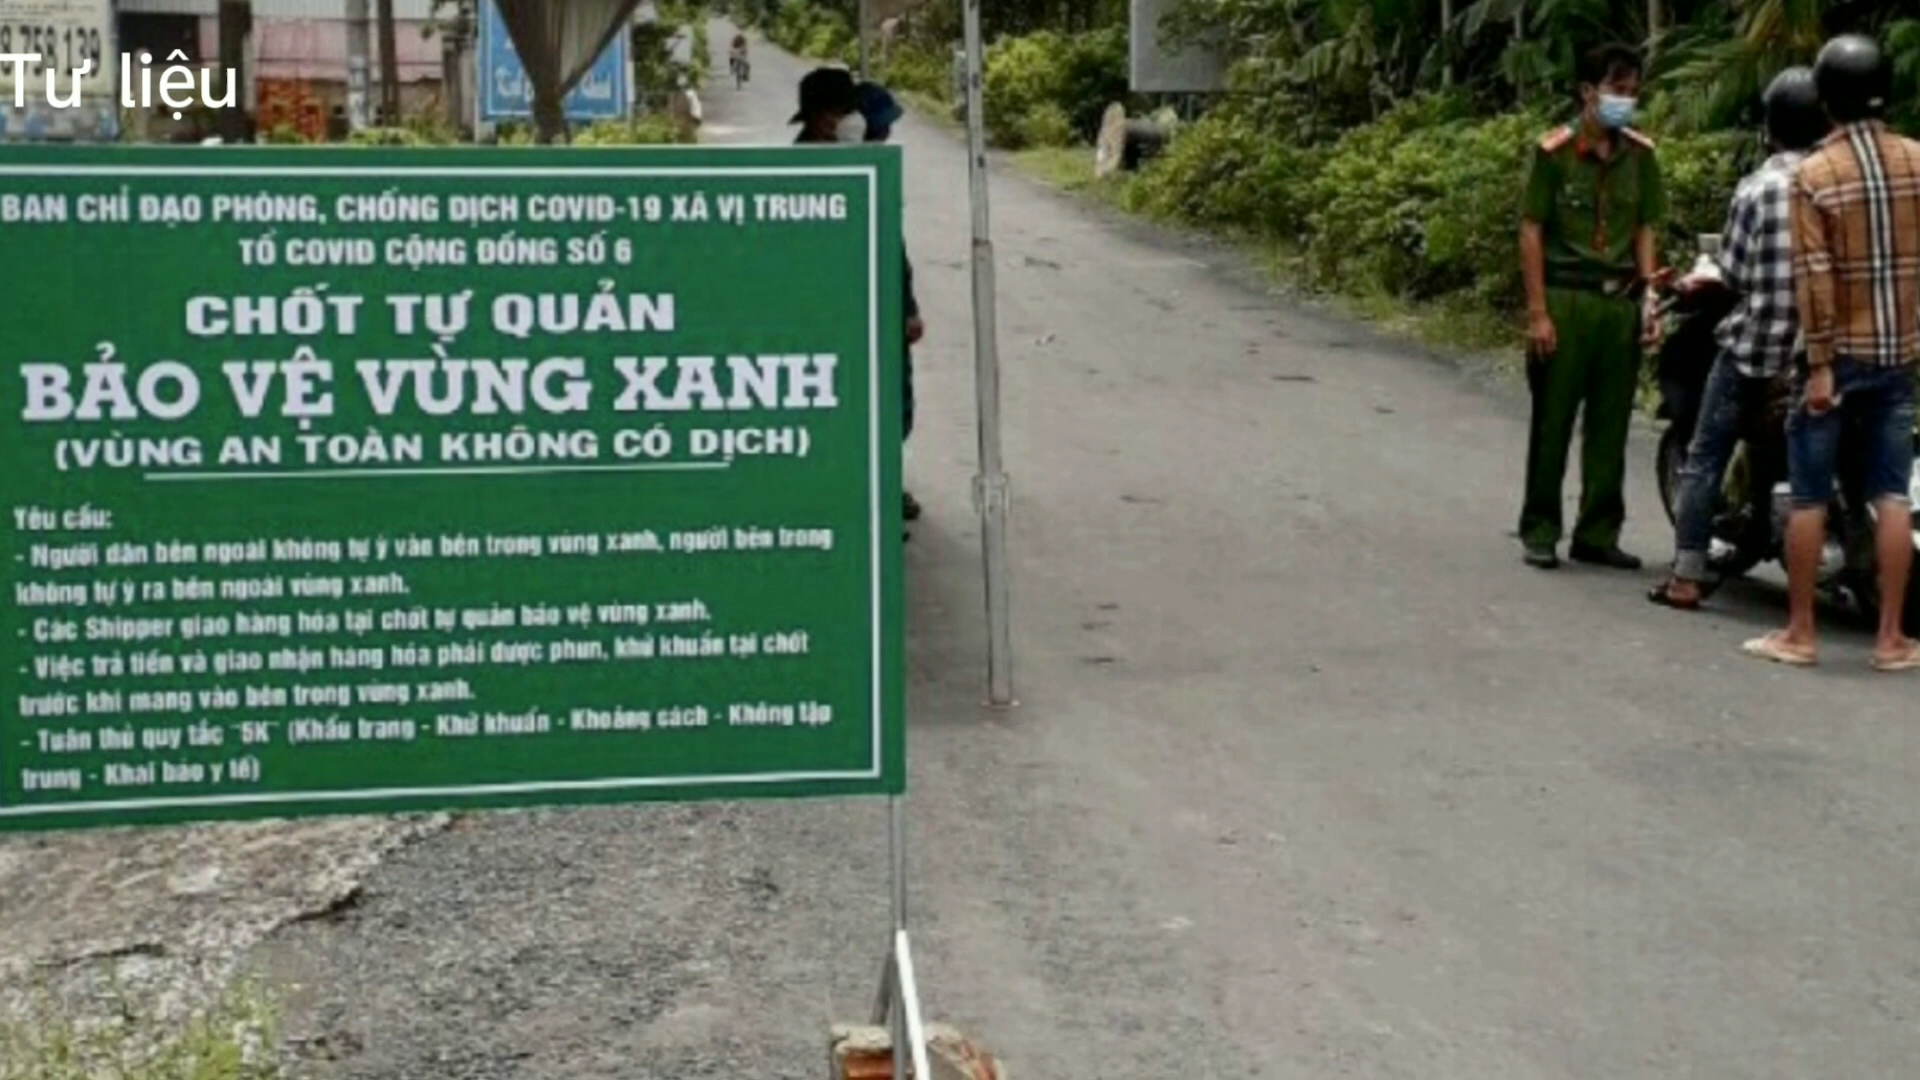 8.758.139
Tư liệu
BAN CHỈ ĐẠO PHÒNG, CHỐNG DỊCH COVID-19 XÃ VỊ TRUNG
TỔ COVID CỘNG ĐỒNG SỐ 6
CHỐT TỰ QUẢN
BẢO VỆ VÙNG XANH
(VÙNG AN TOÀN KHÔNG CÓ DỊCH)
Yêu cầu:
- Người dân bên ngoài không tự ý vào bên trong vùng xanh, người bên trong
không tự ý ra bên ngoài vùng xanh.
- Các Shipper giao hàng hóa tại chốt tự quản bảo vệ vùng xanh.
- Việc trả tiền và giao nhận hàng hóa phải được phun, khử khuẩn tại chốt
trước khi mang vào bên trong vùng xanh.
- Tuân thủ quy tắc "5K" (Khẩu trang - Khử khuẩn - Khoảng cách - Không tập
trung - Khai báo y tế)